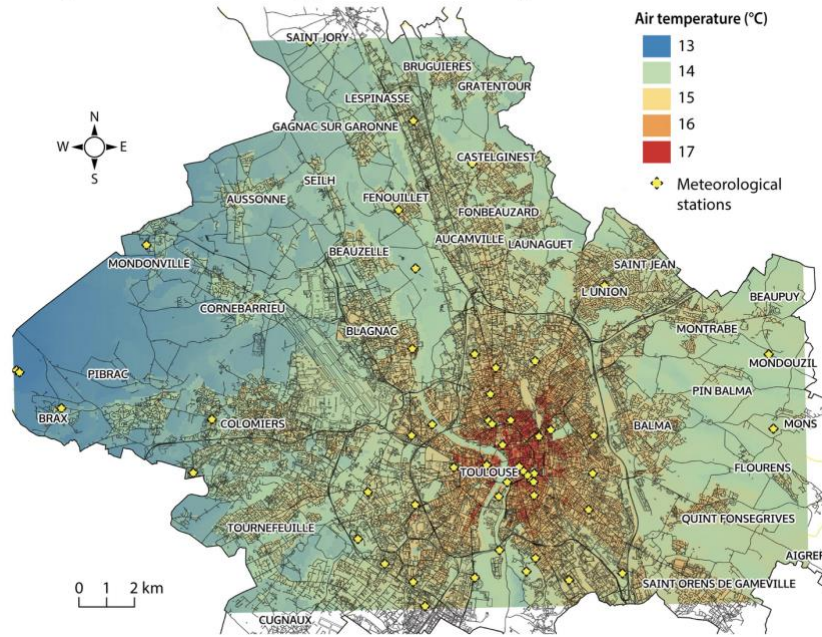 Air temperature (°C)
13
14
15
16
17
Meteorological
stations
N
W
E
S
SAINT JORY
BRUGUIERES
GRATENTOUR
LESPINASSE
GAGNAC SUR GARONNE
CASTELGINEST
SEILH
AUSSONNE
FENOUILLET
FONBEAUZARD
AUCAMVILLE
LAUNAGUET
BEAUZELLE
SAINT JEAN
MONDONVILLE
L'UNION
BEAUPUY
CORNEBARRIEU
BLAGNAC
MONTRABE
MONDOUZIL
PIBRAC
PIN BALMA
BRAX
COLOMIERS
BALMA
MONS
TOULOUSE
FLOURENS
TOURNEFEUILLE
QUINT FONSEGRIVES
AIGREF
SAINT ORENS DE GAMEVILLE
0 1 2 km
CUGNAUX